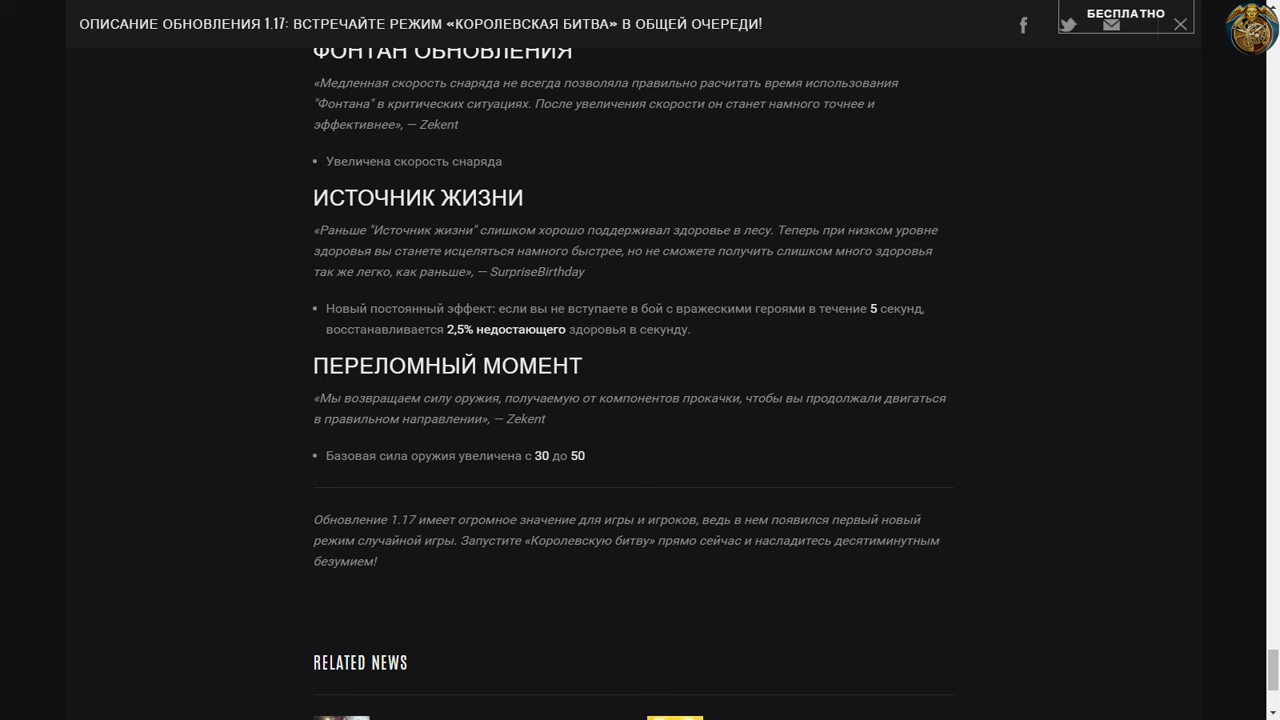 ОПИСАНИЕ ОБНОВЛЕНИЯ 1.17: ВСТРЕЧАЙТЕ РЕЖИМ «КОРОЛЕВСКАЯ БИТВА» В ОБЩЕЙ ОЧЕРЕДИ!
БЕСПЛАТНО
ФОНТАН ОБНОВЛЕНИЯ
«Медленная скорость снаряда не всегда позволяла правильно расчитать время использования
"Фонтана" в критических ситуациях. После увеличения скорости он станет намного точнее и
эффективнее», — Zekent
• Увеличена скорость снаряда
ИСТОЧНИК ЖИЗНИ
«Раньше "Источник жизни" слишком хорошо поддерживал здоровье в лесу. Теперь при низком уровне
здоровья вы станете исцеляться намного быстрее, но не сможете получить слишком много здоровья
так же легко, как раньше», — SurpriseBirthday
• Новый постоянный эффект: если вы не вступаете в бой с вражескими героями в течение 5 секунд,
восстанавливается 2,5% недостающего здоровья в секунду.
ПЕРЕЛОМНЫЙ МОМЕНТ
«Мы возвращаем силу оружия, получаемую от компонентов прокачки, чтобы вы продолжали двигаться
в правильном направлении», — Zekent
• Базовая сила оружия увеличена с 30 до 50
Обновление 1.17 имеет огромное значение для игры и игроков, ведь в нем появился первый новый
режим случайной игры. Запустите «Королевскую битву» прямо сейчас и насладитесь десятиминутным
безумием!
RELATED NEWS